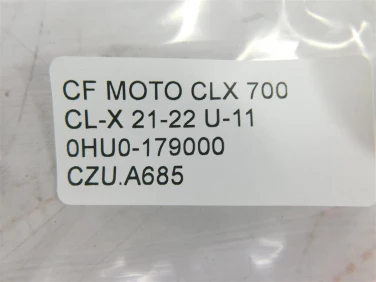 CF MOTO CLX 700
CL-X 21-22 U-11
0HU0-179000
CZU.A685